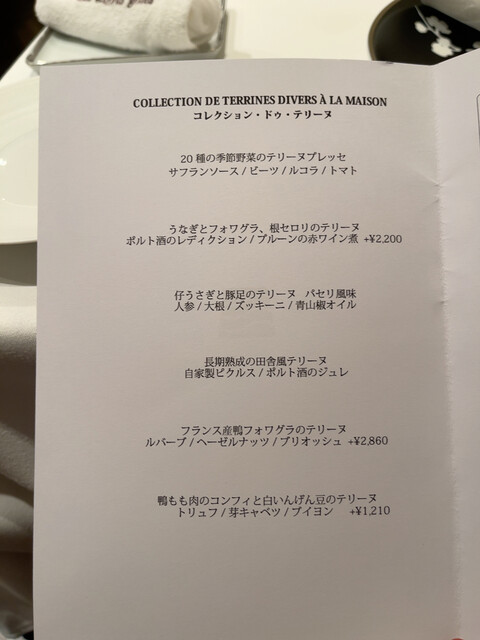 COLLECTION DE TERRINES DIVERS À LA MAISON
コレクション・ドゥ・テリーヌ
20種の季節野菜のテリーヌプレッセ
サフランソース / ビーツ / ルコラ / トマト
うなぎとフォワグラ、根セロリのテリーヌ
ポルト酒のレディクション / プルーンの赤ワイン煮 +¥2,200
仔うさぎと豚足のテリーヌ パセリ風味
人参 / 大根 / ズッキーニ / 青山椒オイル
長期熟成の田舎風テリーヌ
自家製ピクルス / ポルト酒のジュレ
フランス産鴨フォワグラのテリーヌ
ルバーブ / ヘーゼルナッツ / ブリオッシュ +¥2,860
鴨もも肉のコンフィと白いんげん豆のテリーヌ
トリュフ / 芽キャベツ / ブイヨン +¥1,210